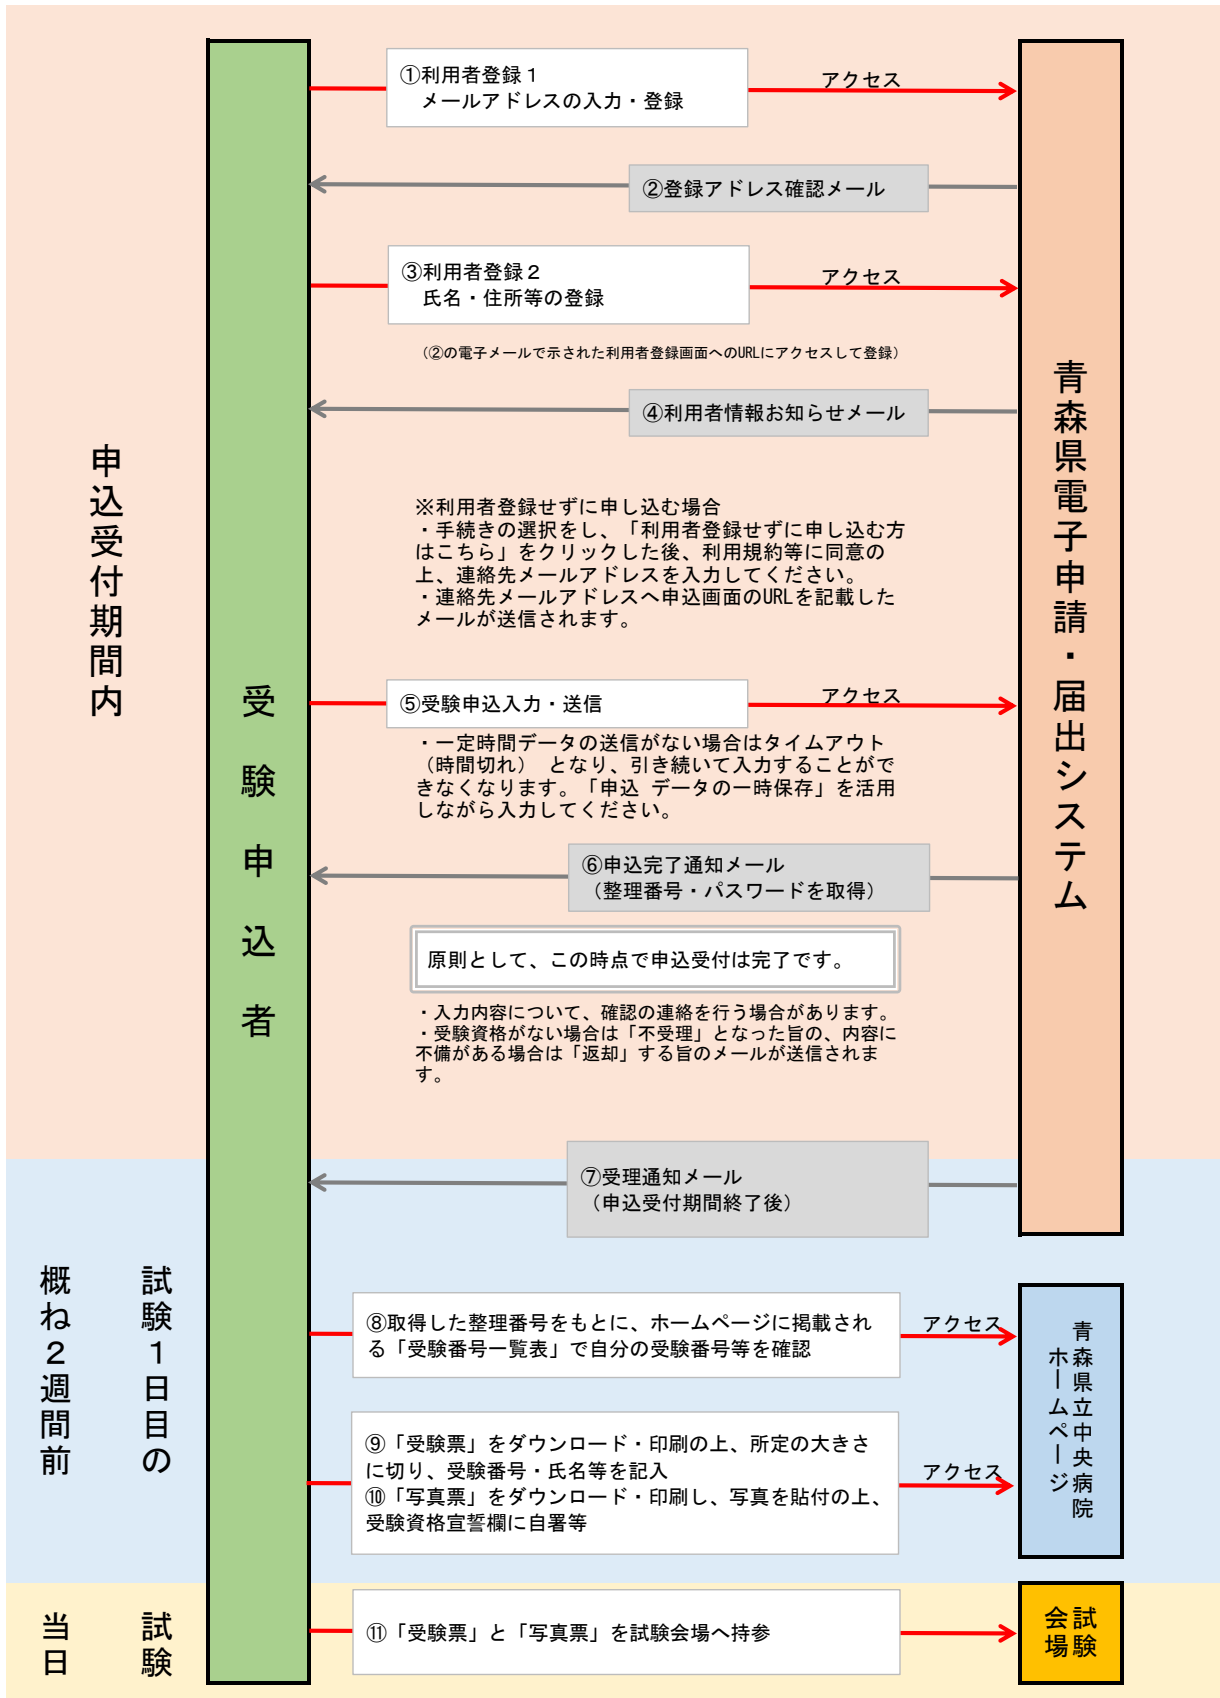 ①利用者登録１
メールアドレスの入力・登録
アクセス
②登録アドレス確認メール
③利用者登録２
氏名・住所等の登録
アクセス
（②の電子メールで示された利用者登録画面へのURLにアクセスして登録）
④利用者情報お知らせメール
申込受付期間内
受験申込者
青森県電子申請・届出システム
※利用者登録せずに申し込む場合
・手続きの選択をし、「利用者登録せずに申し込む方
はこちら」をクリックした後、利用規約等に同意の
上、連絡先メールアドレスを入力してください。
・連絡先メールアドレスへ申込画面のURLを記載した
メールが送信されます。
⑤受験申込入力・送信
アクセス
・一定時間データの送信がない場合はタイムアウト
（時間切れ） となり、引き続いて入力することがで
きなくなります。「申込 データの一時保存」を活用
しながら入力してください。
⑥申込完了通知メール
（整理番号・パスワードを取得）
原則として、この時点で申込受付は完了です。
・入力内容について、確認の連絡を行う場合があります。
・受験資格がない場合は「不受理」となった旨の、内容に
不備がある場合は「返却」する旨のメールが送信されま
す。
⑦受理通知メール
（申込受付期間終了後）
試験１日目の
概ね２週間前
⑧取得した整理番号をもとに、ホームページに掲載され
る「受験番号一覧表」で自分の受験番号等を確認
アクセス
青森県立中央病院
ホームページ
⑨「受験票」をダウンロード・印刷の上、所定の大きさ
に切り、受験番号・氏名等を記入
⑩「写真票」をダウンロード・印刷し、写真を貼付の上、
受験資格宣誓欄に自署等
アクセス
試験
当日
⑪「受験票」と「写真票」を試験会場へ持参
試験
会場